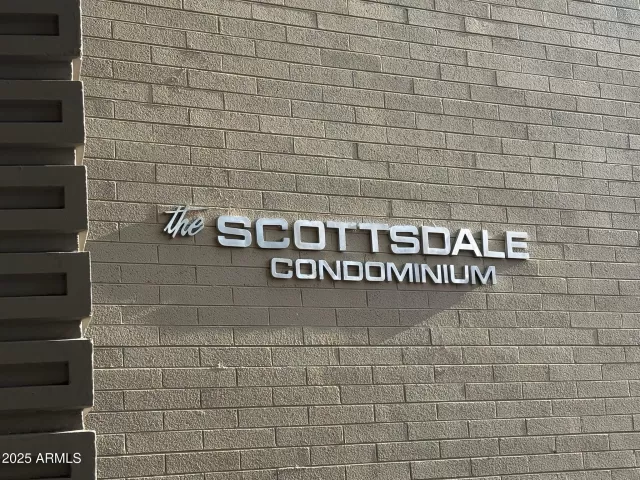 the SCOTTSDALE
CONDOMINIUM
2025 ARMLS